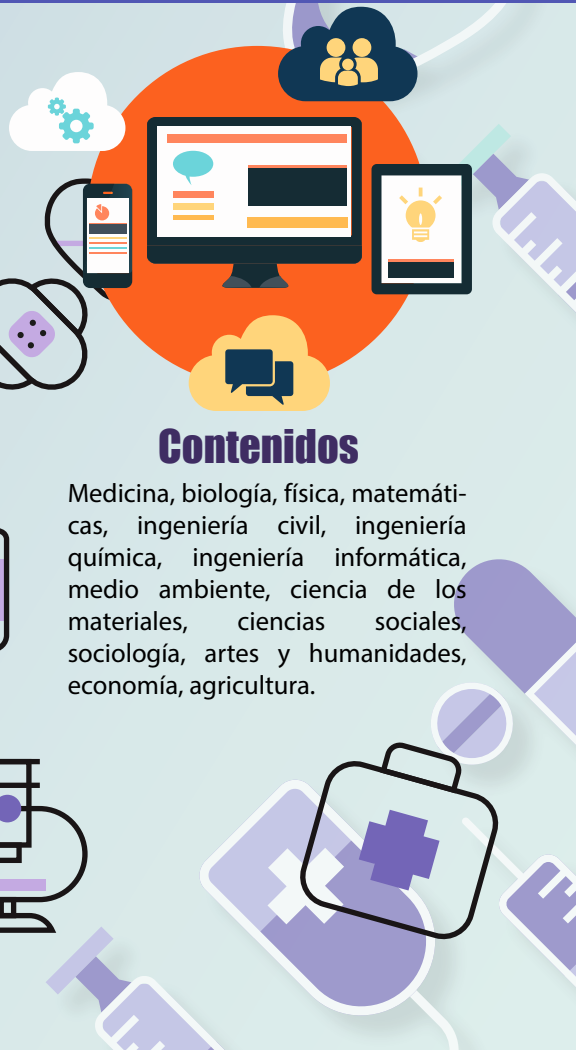 Contenidos
Medicina, biología, física, matemáti-
cas, ingeniería civil, ingeniería
química, ingeniería informática,
medio ambiente, ciencia de los
materiales, ciencias sociales,
sociología, artes y humanidades,
economía, agricultura.